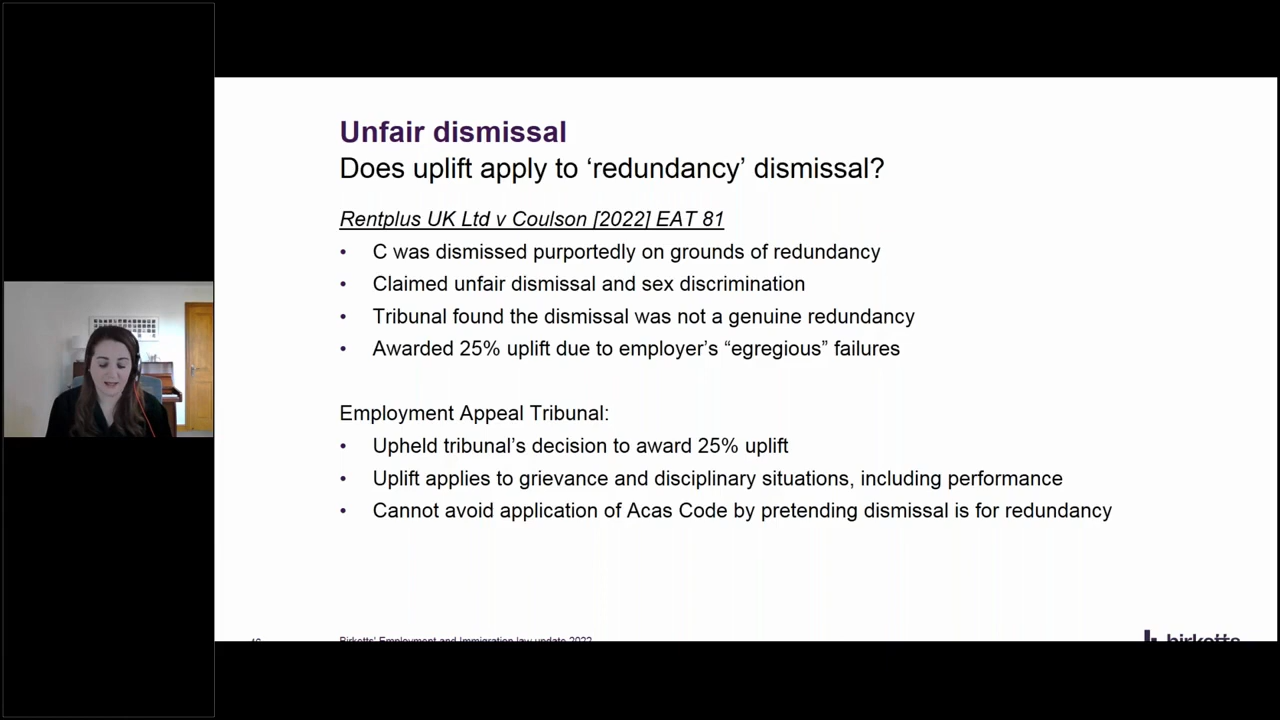 Unfair dismissal
Does uplift apply to ‘redundancy’ dismissal?
Rentplus UK Ltd v Coulson [2022] EAT 81
• C was dismissed purportedly on grounds of redundancy
• Claimed unfair dismissal and sex discrimination
• Tribunal found the dismissal was not a genuine redundancy
• Awarded 25% uplift due to employer’s “egregious” failures
Employment Appeal Tribunal:
• Upheld tribunal’s decision to award 25% uplift
• Uplift applies to grievance and disciplinary situations, including performance
• Cannot avoid application of Acas Code by pretending dismissal is for redundancy
Birketts' Employment and Immigration law update 2022
birketts